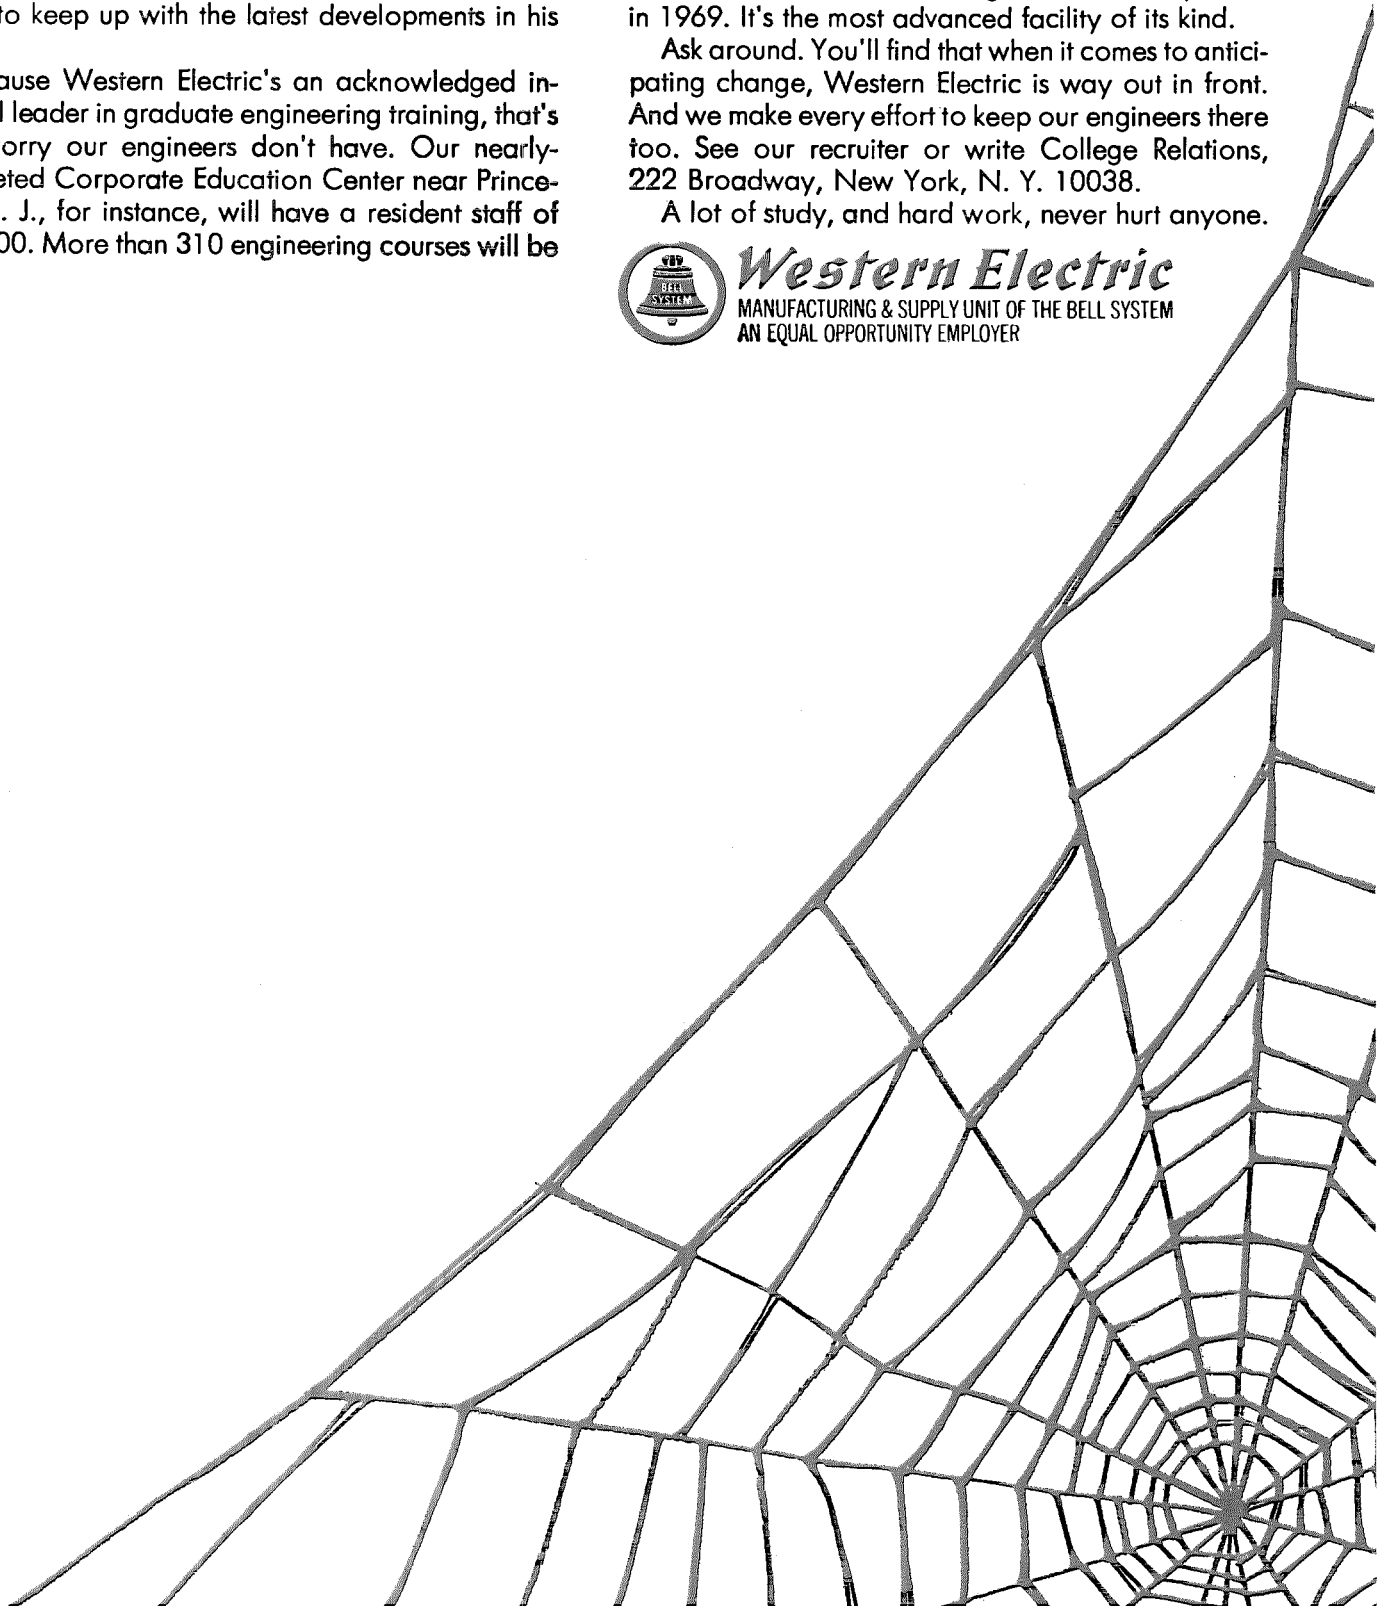 to keep up with the latest developments in his
ause Western Electric's an acknowledged in-
l leader in graduate engineering training, that's
orry our engineers don't have. Our nearly-
eted Corporate Education Center near Prince-
. J., for instance, will have a resident staff of
00. More than 310 engineering courses will be
in 1969. It's the most advanced facility of its kind.
Ask around. You'll find that when it comes to antici-
pating change, Western Electric is way out in front.
And we make every effort to keep our engineers there
too. See our recruiter or write College Relations,
222 Broadway, New York, N. Y. 10038.
A lot of study, and hard work, never hurt anyone.
BELL
SYSTEM
Western Electric
MANUFACTURING & SUPPLY UNIT OF THE BELL SYSTEM
AN EQUAL OPPORTUNITY EMPLOYER